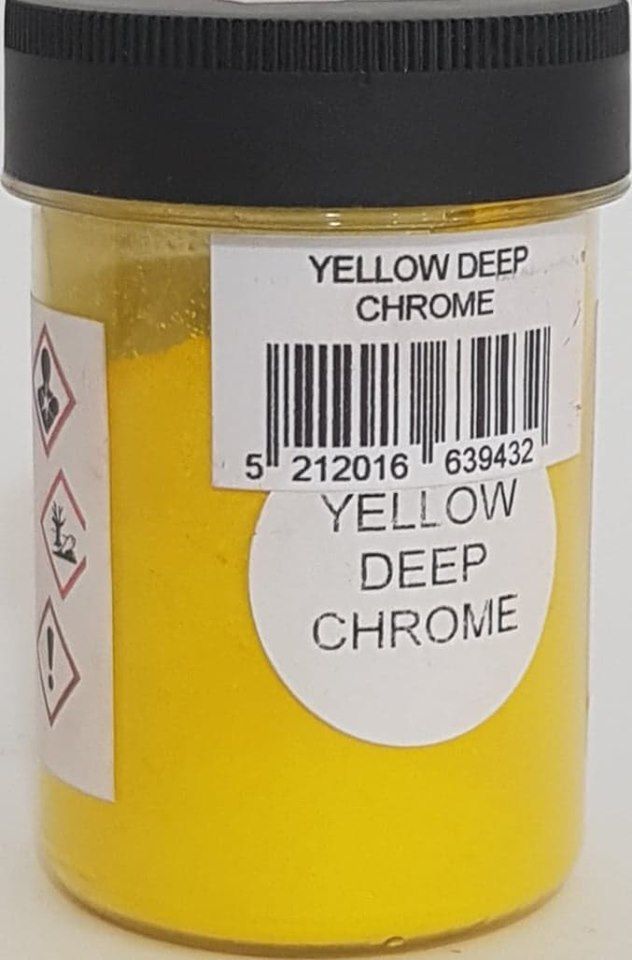 YELLOW DEEP
CHROME
5 212016 639432
YELLOW
DEEP
CHROME